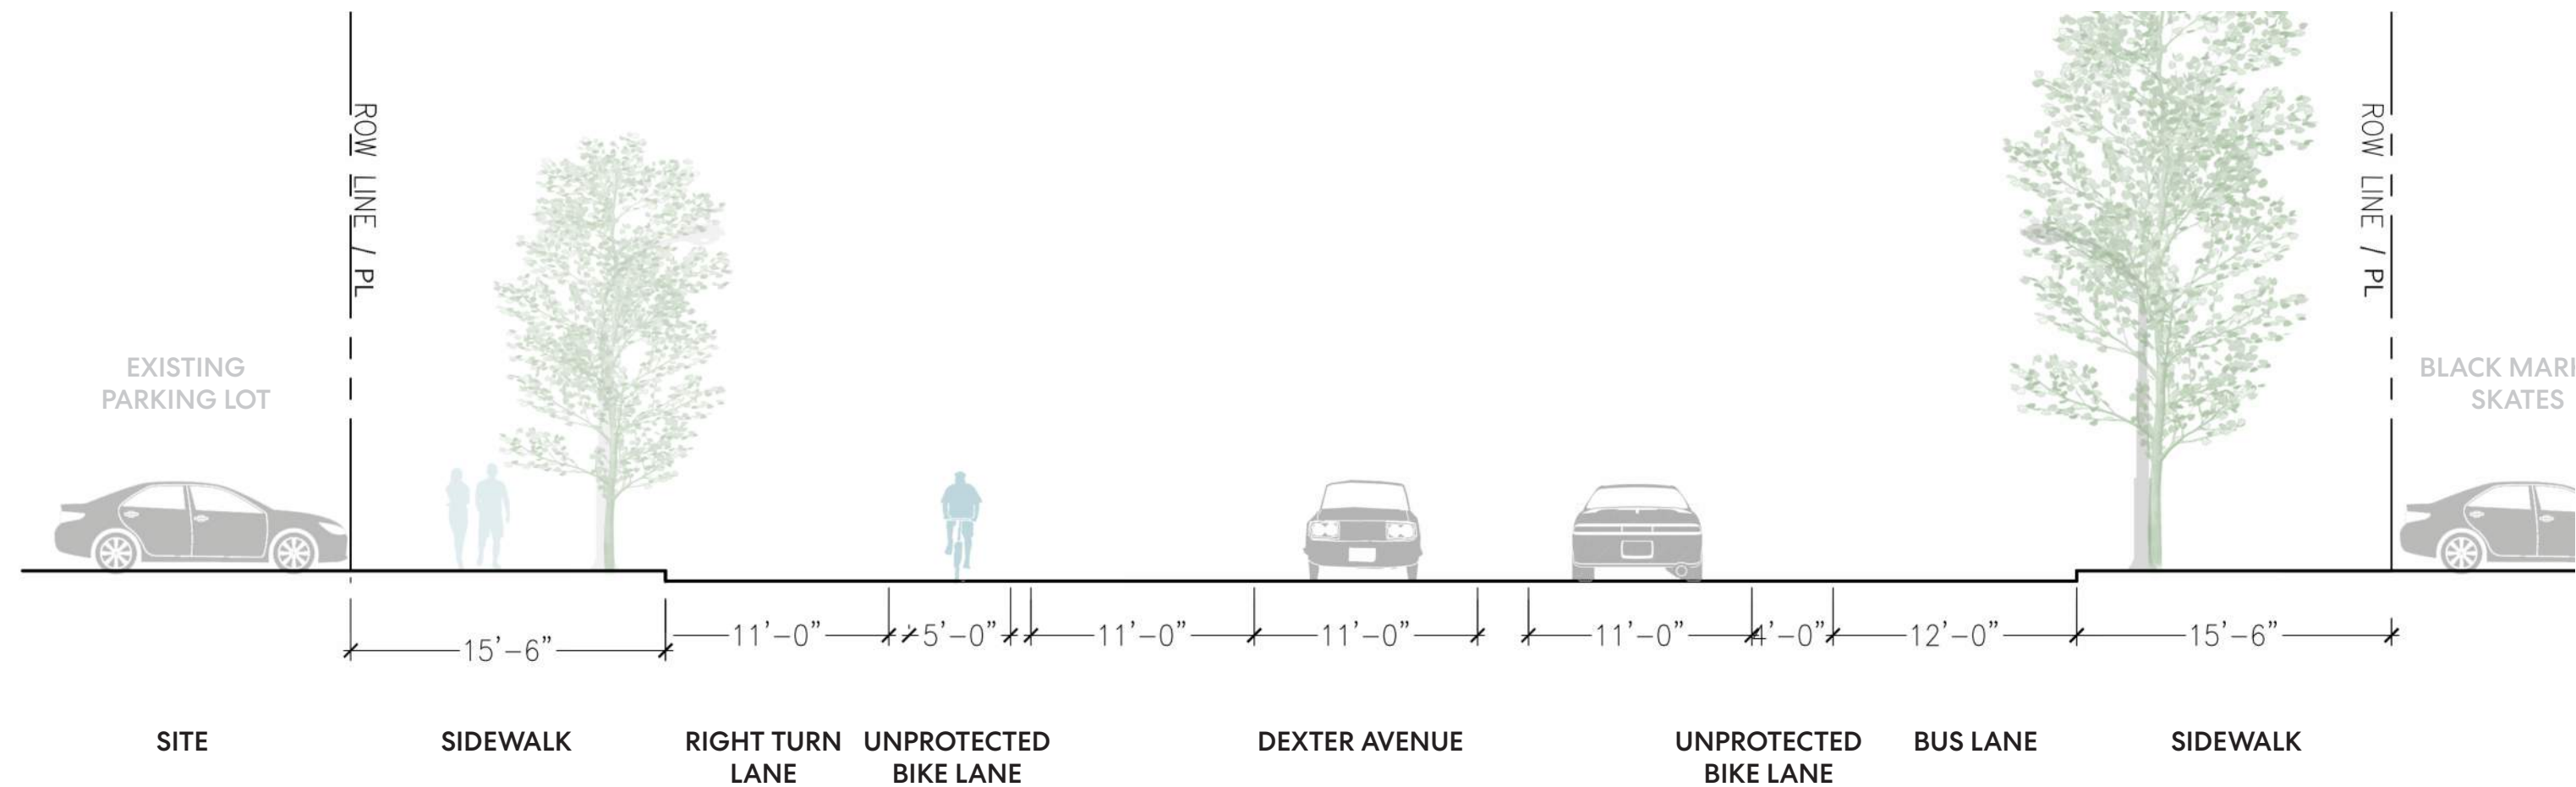 ROW LINE / PL
ROW LINE / PL
EXISTING
PARKING LOT
BLACK
SKATES
15'-6"
11'-0"
5'-0"
11'-0"
11'-0"
11'-0"
4'-0"
12'-0"
15'-6"
SITE
SIDEWALK
RIGHT TURN
LANE
UNPROTECTED
BIKE LANE
DEXTER AVENUE
UNPROTECTED
BIKE LANE
BUS LANE
SIDEWALK